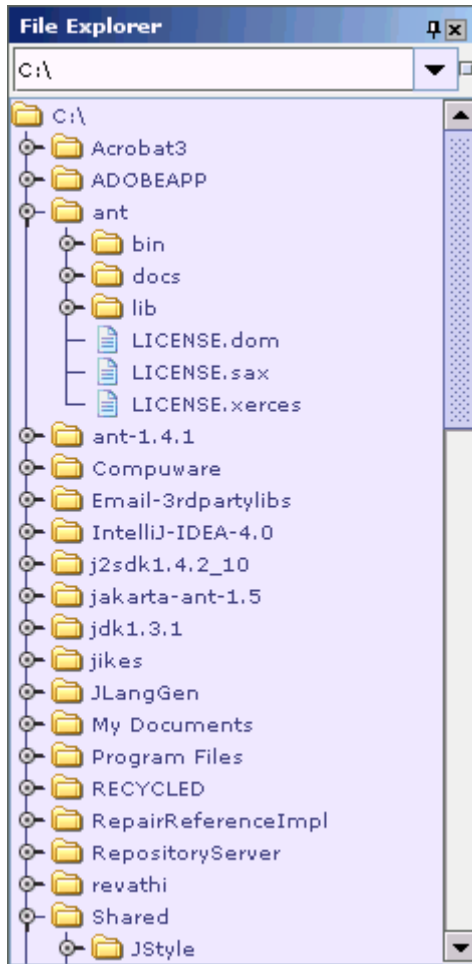 File Explorer
C:\
C:\
Acrobat3
ADOBEAPP
ant
bin
docs
lib
LICENSE.dom
LICENSE.sax
LICENSE.xerces
ant-1.4.1
Compuware
Email-3rdpartylibs
IntelliJ-IDEA-4.0
j2sdk1.4.2_10
jakarta-ant-1.5
jdk1.3.1
jikes
JLangGen
My Documents
Program Files
RECYCLED
RepairReferenceImpl
RepositoryServer
revathi
Shared
JStyle